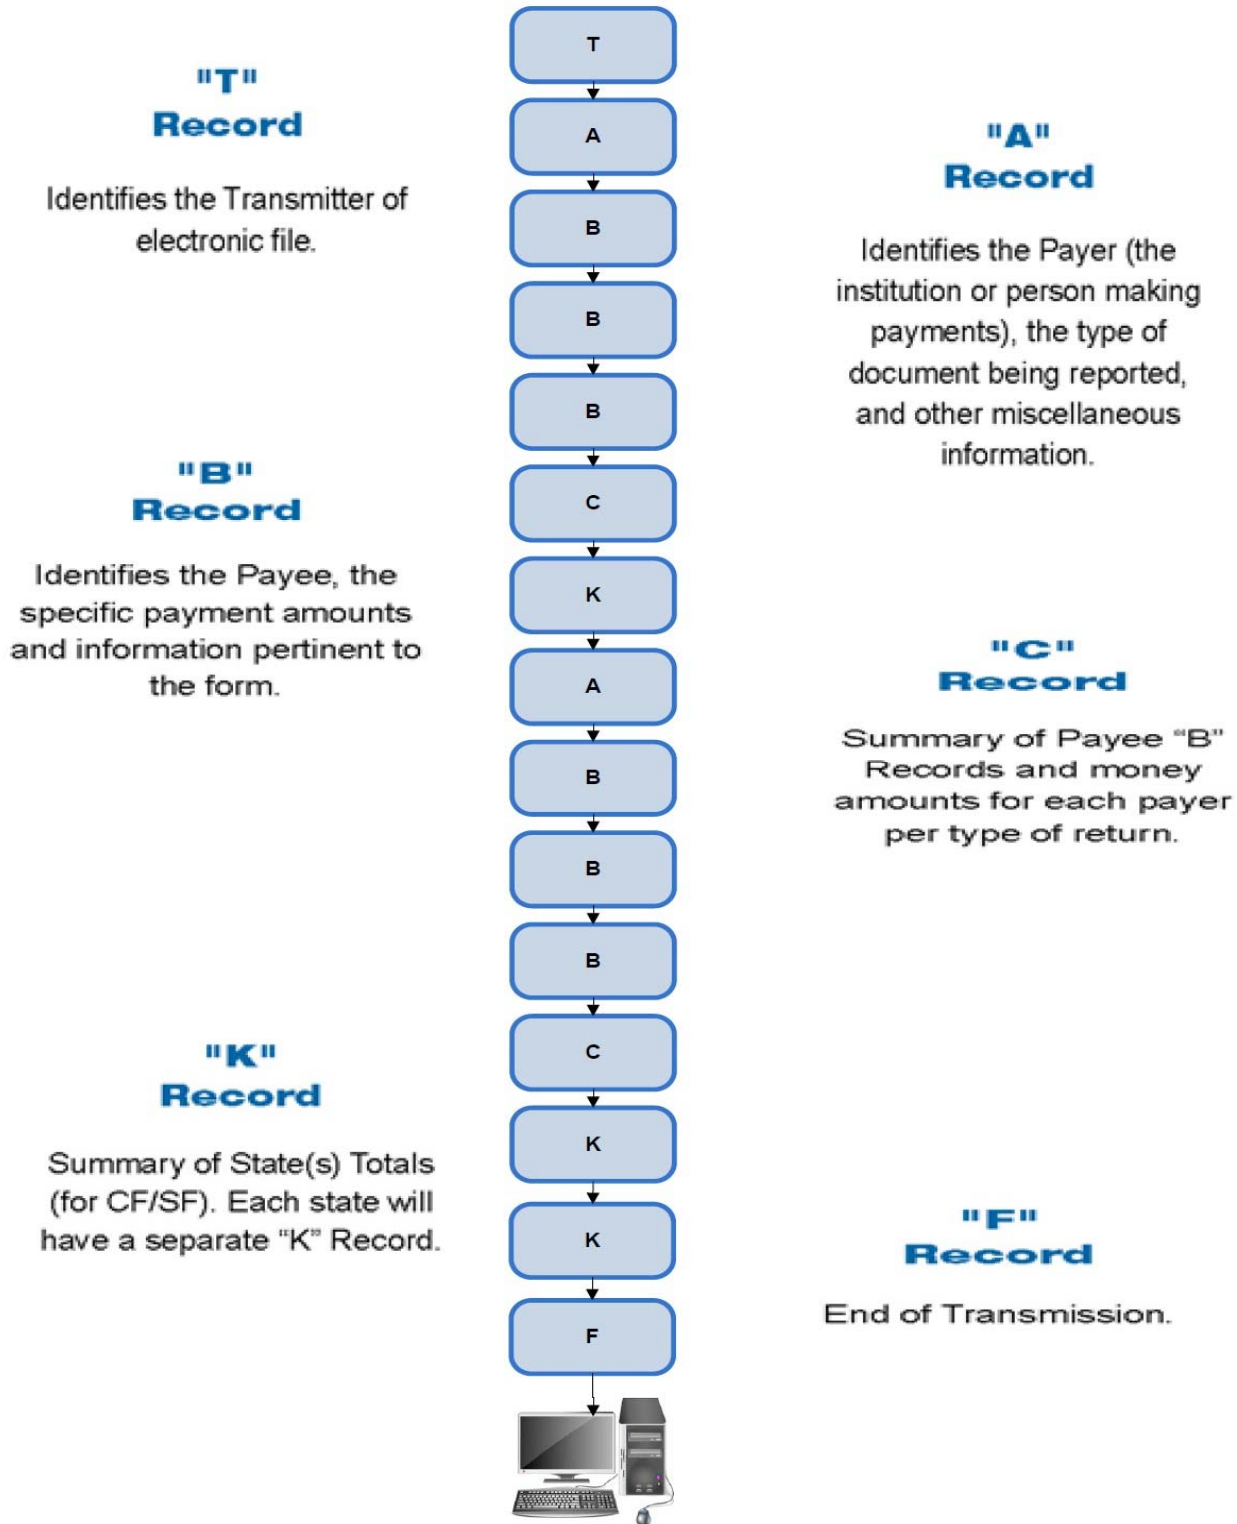 T
"T"
Record
Identifies the Transmitter of
electronic file.
A
"A"
Record
Identifies the Payer (the
institution or person making
payments), the type of
document being reported,
and other miscellaneous
information.
B
B
B
"B"
Record
Identifies the Payee, the
specific payment amounts
and information pertinent to
the form.
C
K
A
"C"
Record
Summary of Payee “B”
Records and money
amounts for each payer
per type of return.
B
B
B
C
"K"
Record
Summary of State(s) Totals
(for CF/SF). Each state will
have a separate “K” Record.
K
K
"F"
Record
End of Transmission.
F